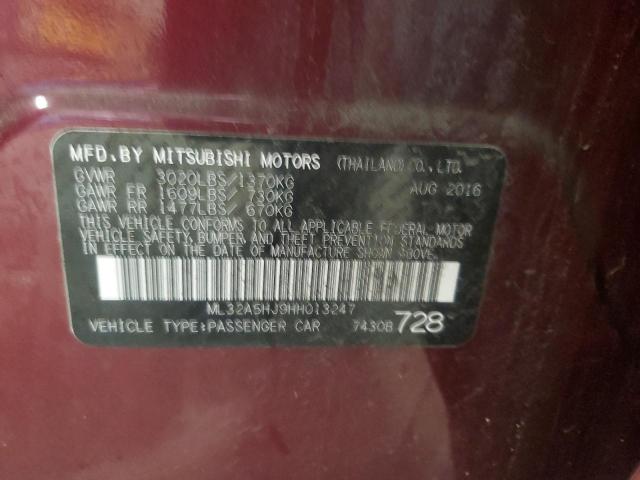 MFD.BY MITSUBISHI MOTORS (THAILAND)CO.,LTD.
GVWR 3020LBS/1370KG AUG 2016
GAWR FR 1609LBS/ 730KG
GAWR RR 1477LBS/ 670KG
THIS VEHICLE CONFORMS TO ALL APPLICABLE FEDERAL MOTOR
VEHICLE SAFETY, BUMPER, AND THEFT PREVENTION STANDARDS
IN EFFECT ON THE DATE OF MANUFACTURE SHOWN ABOVE.
ML32A5HJ9HH013247
VEHICLE TYPE:PASSENGER CAR 7430B 728